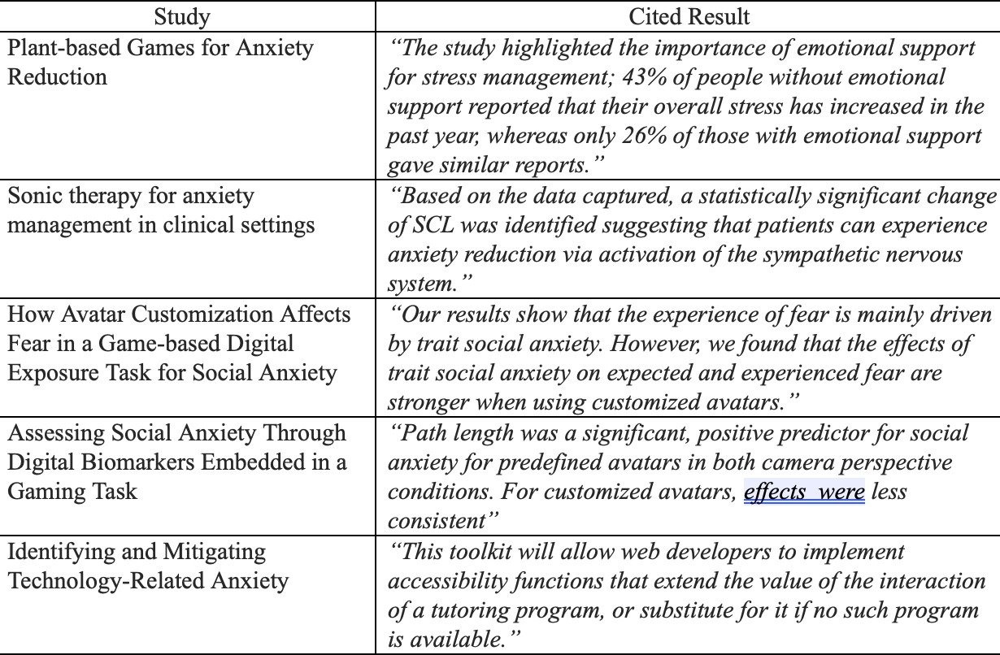 Study
Cited Result
Plant-based Games for Anxiety
Reduction
“The study highlighted the importance of emotional support
for stress management; 43% of people without emotional
support reported that their overall stress has increased in the
past year, whereas only 26% of those with emotional support
gave similar reports.”
Sonic therapy for anxiety
management in clinical settings
“Based on the data captured, a statistically significant change
of SCL was identified suggesting that patients can experience
anxiety reduction via activation of the sympathetic nervous
system.”
How Avatar Customization Affects
Fear in a Game-based Digital
Exposure Task for Social Anxiety
“Our results show that the experience of fear is mainly driven
by trait social anxiety. However, we found that the effects of
trait social anxiety on expected and experienced fear are
stronger when using customized avatars.”
Assessing Social Anxiety Through
Digital Biomarkers Embedded in a
Gaming Task
“Path length was a significant, positive predictor for social
anxiety for predefined avatars in both camera perspective
conditions. For customized avatars, effects  were less
consistent”
Identifying and Mitigating
Technology-Related Anxiety
“This toolkit will allow web developers to implement
accessibility functions that extend the value of the interaction
of a tutoring program, or substitute for it if no such program
is available.”